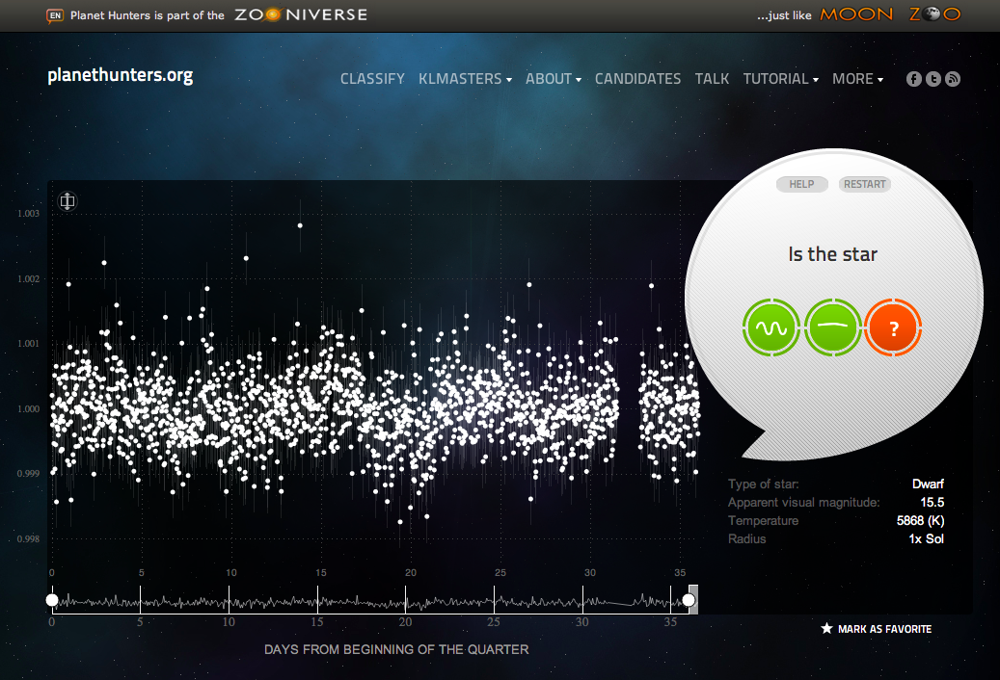 EN Planet Hunters is part of the ZOONIVERSE ...just like MOON ZOO
planethunters.org CLASSIFY KLMASTERS ABOUT CANDIDATES TALK TUTORIAL MORE
HELP RESTART
Is the star
?
1.003
1.002
1.001
1.000
0.999
0.998
Type of star: Dwarf
Apparent visual magnitude: 15.5
Temperature 5868 (K)
Radius 1x Sol
0 5 10 15 20 25 30 35
0 5 10 15 20 25 30 35
MARK AS FAVORITE
DAYS FROM BEGINNING OF THE QUARTER